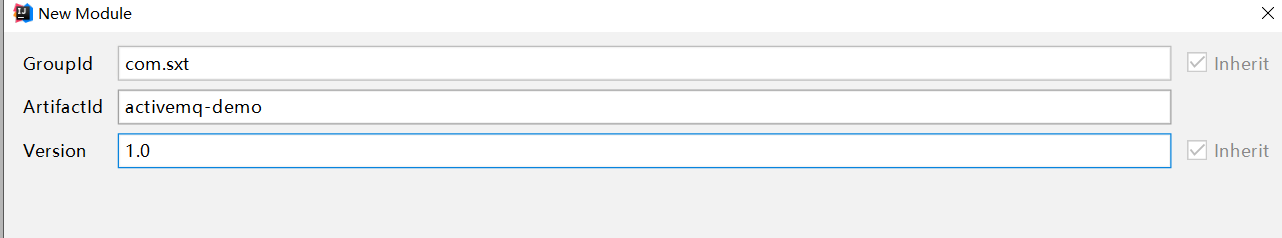 New Module
GroupId com.sxt Inherit
ArtifactId activemq-demo
Version 1.0 Inherit